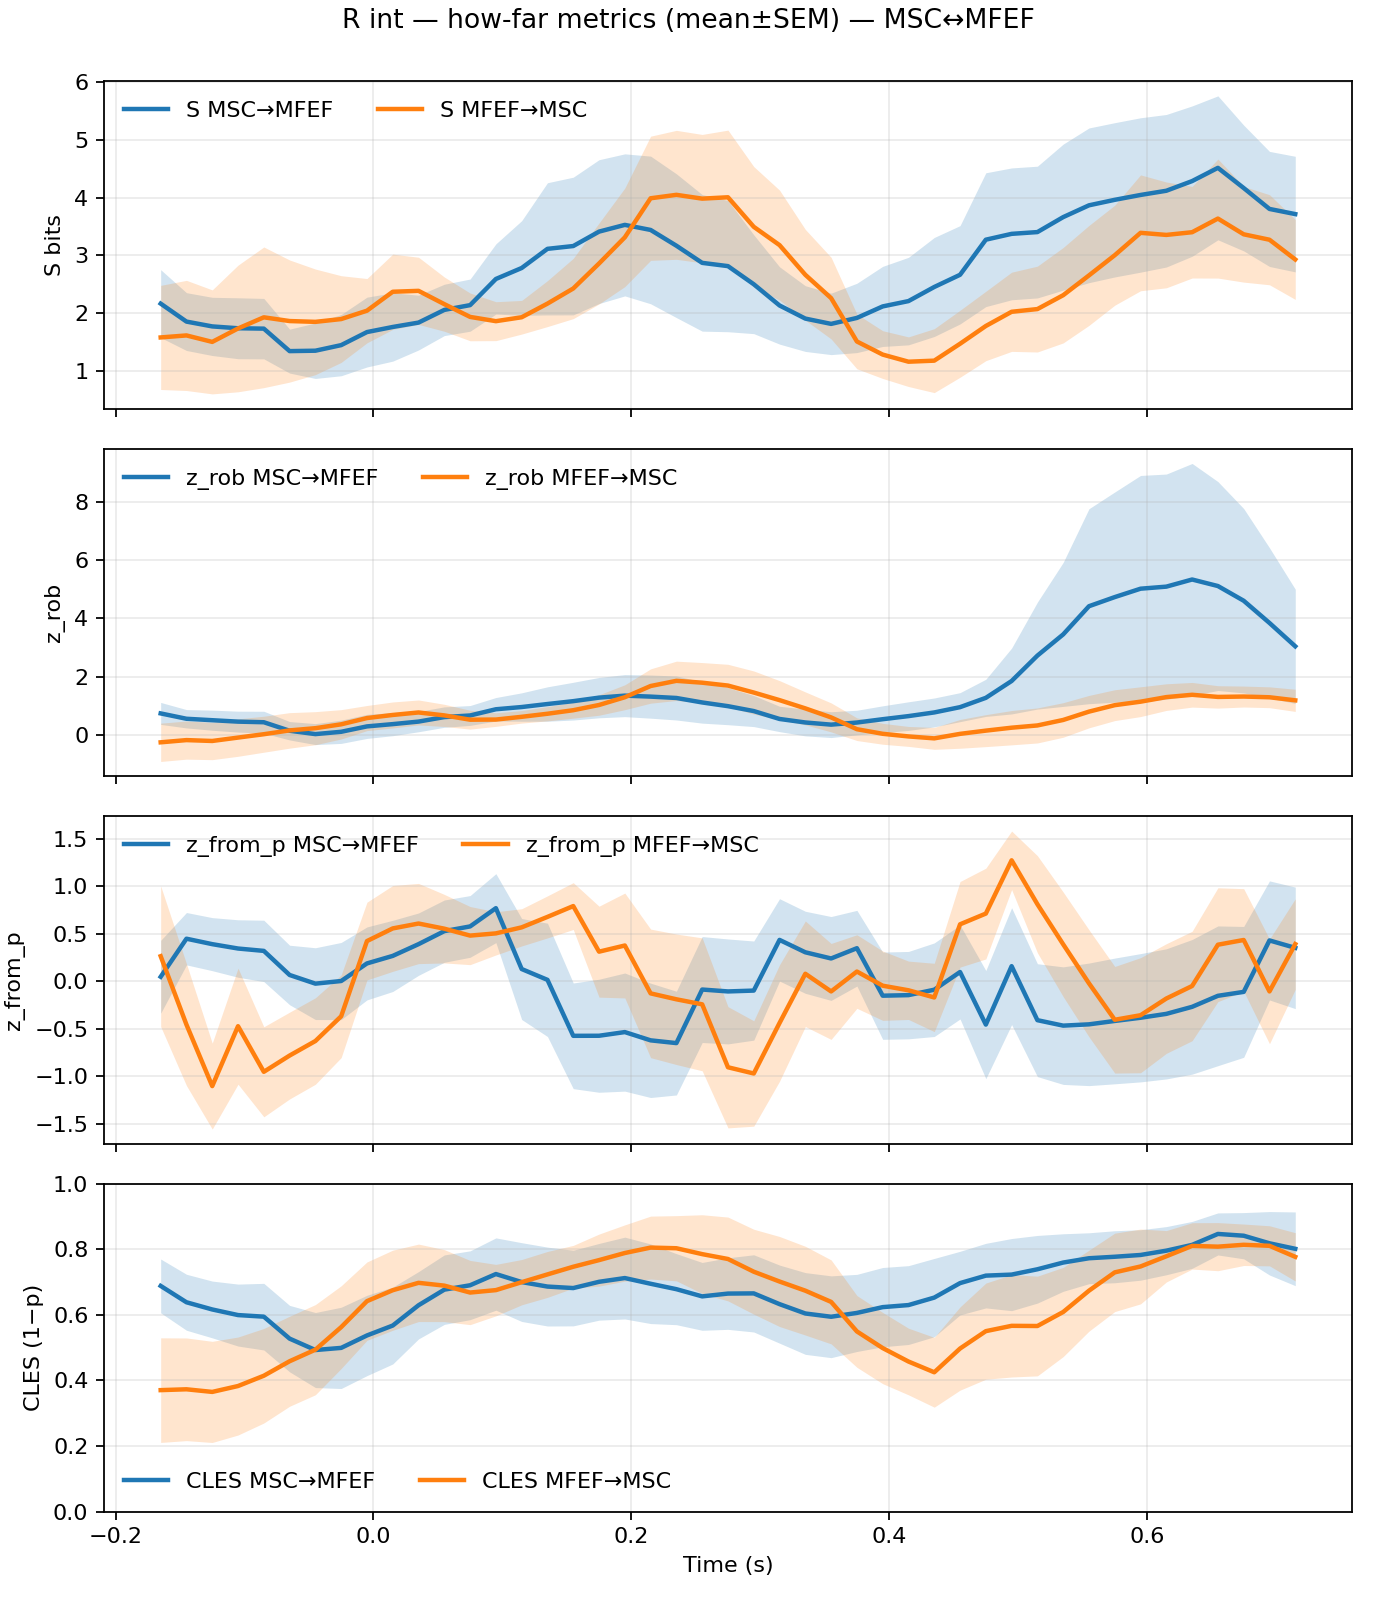 R int — how-far metrics (mean±SEM) — MSC↔MFEF
S MSC→MFEF S MFEF→MSC
6
5
4
3
2
1
S bits
z_rob MSC→MFEF z_rob MFEF→MSC
8
6
4
2
0
z_rob
z_from_p MSC→MFEF z_from_p MFEF→MSC
1.5
1.0
0.5
0.0
−0.5
−1.0
−1.5
z_from_p
1.0
0.8
0.6
0.4
0.2
0.0
CLES (1−p)
CLES MSC→MFEF CLES MFEF→MSC
−0.2 0.0 0.2 0.4 0.6
Time (s)